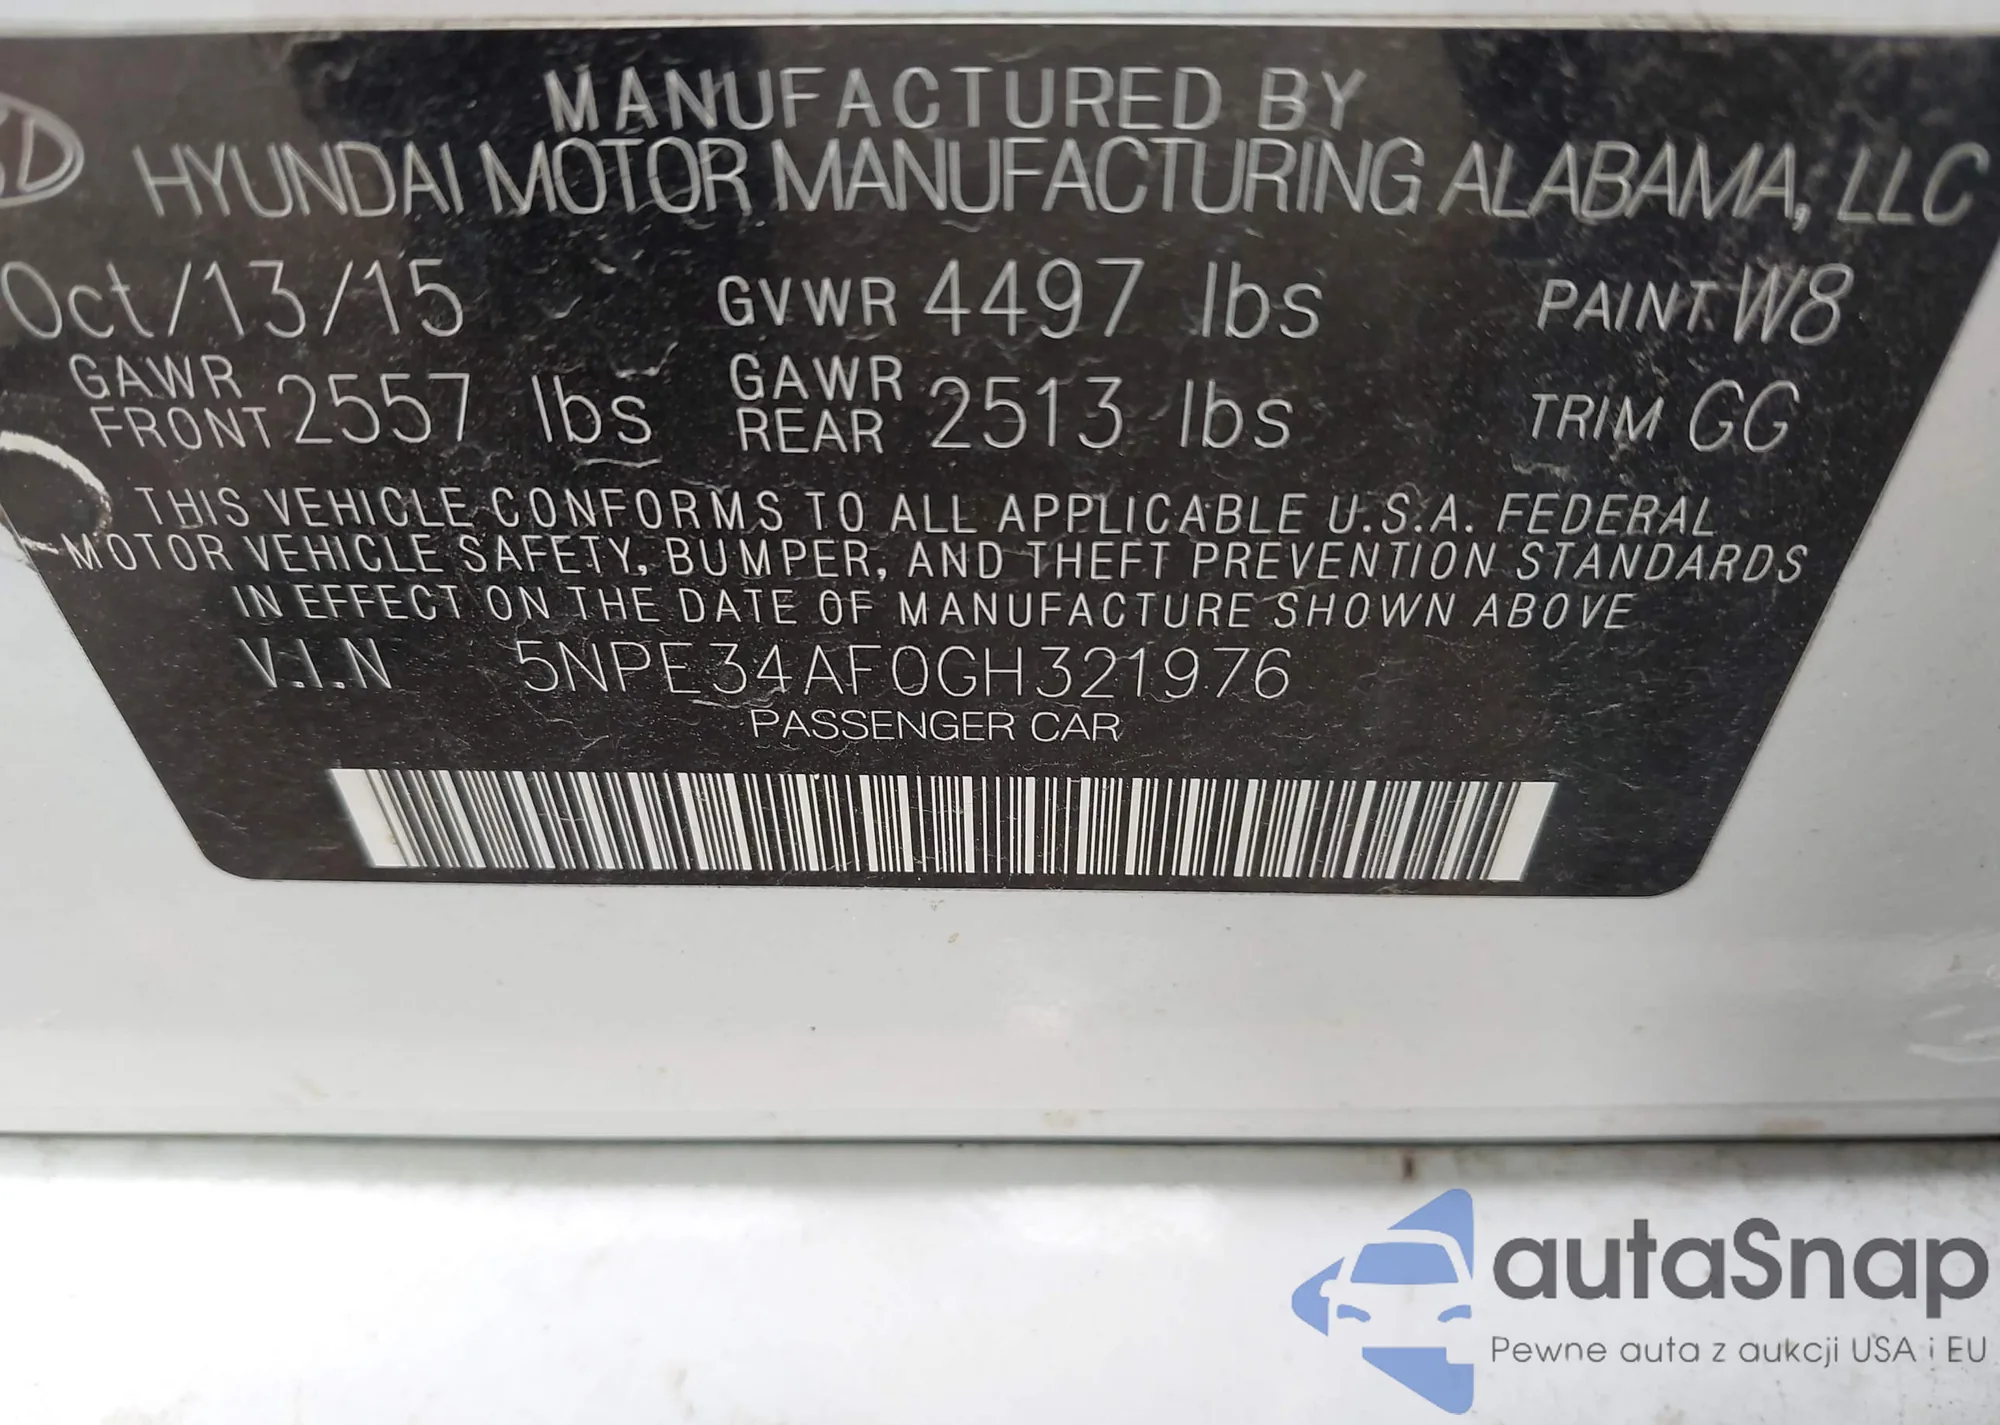 MANUFACTURED BY
HYUNDAI MOTOR MANUFACTURING ALABAMA, LLC
Oct/13/15 GVWR 4497 lbs PAINT W8
GAWR FRONT 2557 lbs GAWR REAR 2513 lbs TRIM GG
THIS VEHICLE CONFORMS TO ALL APPLICABLE U.S.A. FEDERAL
MOTOR VEHICLE SAFETY, BUMPER, AND THEFT PREVENTION STANDARDS
IN EFFECT ON THE DATE OF MANUFACTURE SHOWN ABOVE
V.I.N 5NPE34AF0GH321976
PASSENGER CAR
autaSnap
Pewne auta z aukcji USA i EU